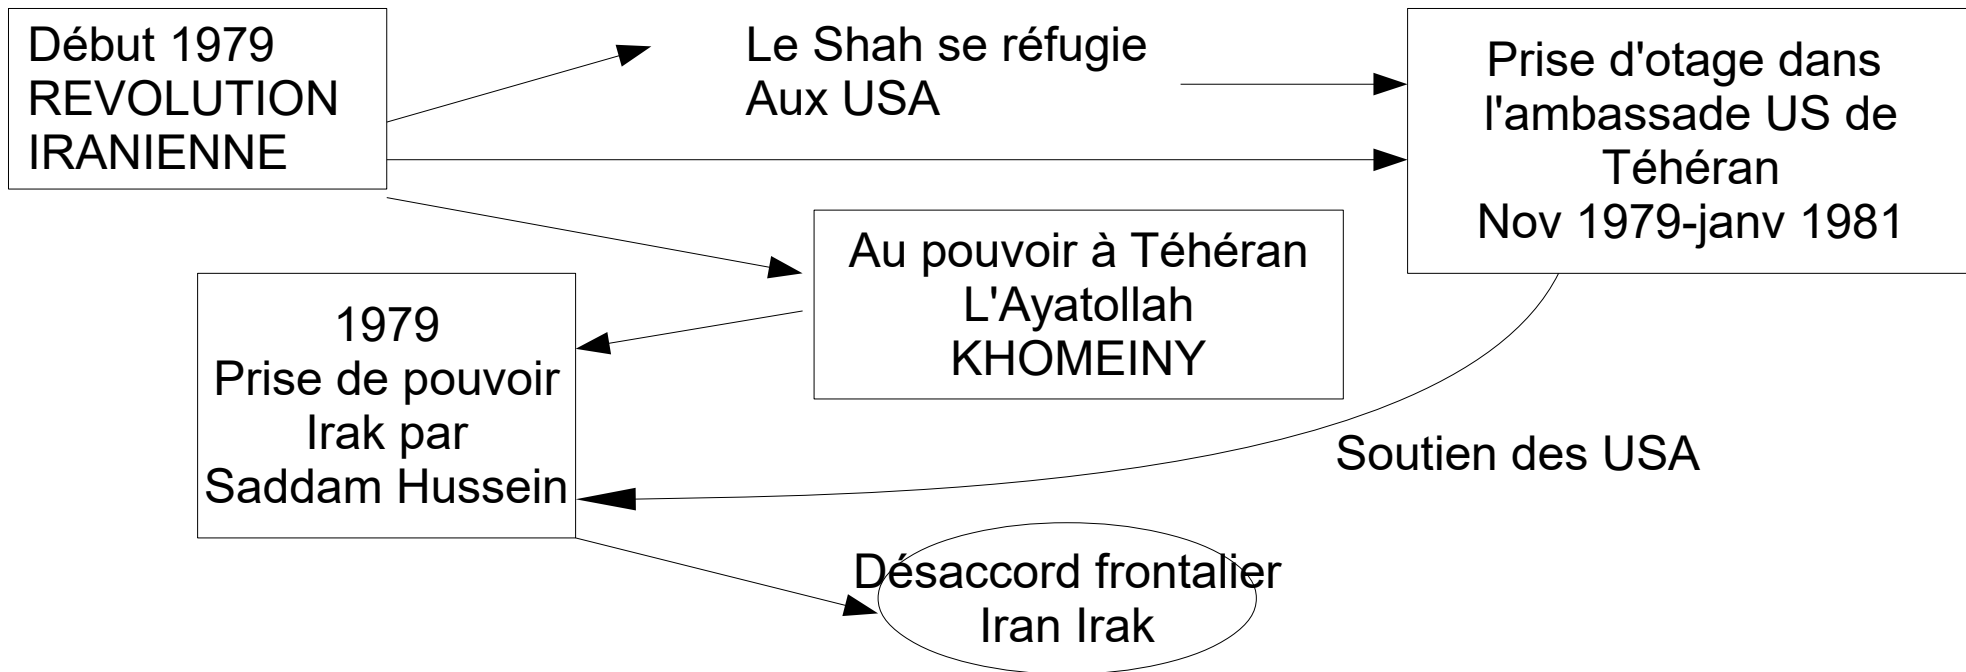 Début 1979
REVOLUTION
IRANIENNE
Le Shah se réfugie
Aux USA
Prise d'otage dans
l'ambassade US de
Téhéran
Nov 1979-janv 1981
Au pouvoir à Téhéran
L'Ayatollah
KHOMEINY
1979
Prise de pouvoir
Irak par
Saddam Hussein
Soutien des USA
Désaccord frontalier
Iran Irak